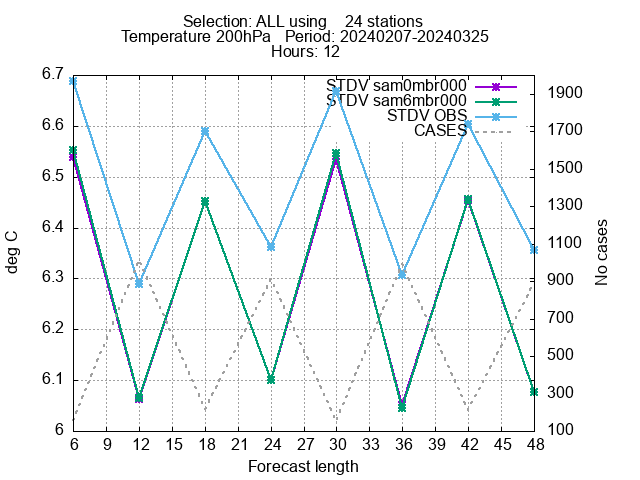 Selection: ALL using    24 stations
Temperature 200hPa   Period: 20240207-20240325
Hours: 12
STDV sam0mbr000
STDV sam6mbr000
STDV OBS
CASES
6.7
6.6
6.5
6.4
6.3
6.2
6.1
6
deg C
1900
1700
1500
1300
1100
900
700
500
300
100
No cases
6 9 12 15 18 21 24 27 30 33 36 39 42 45 48
Forecast length